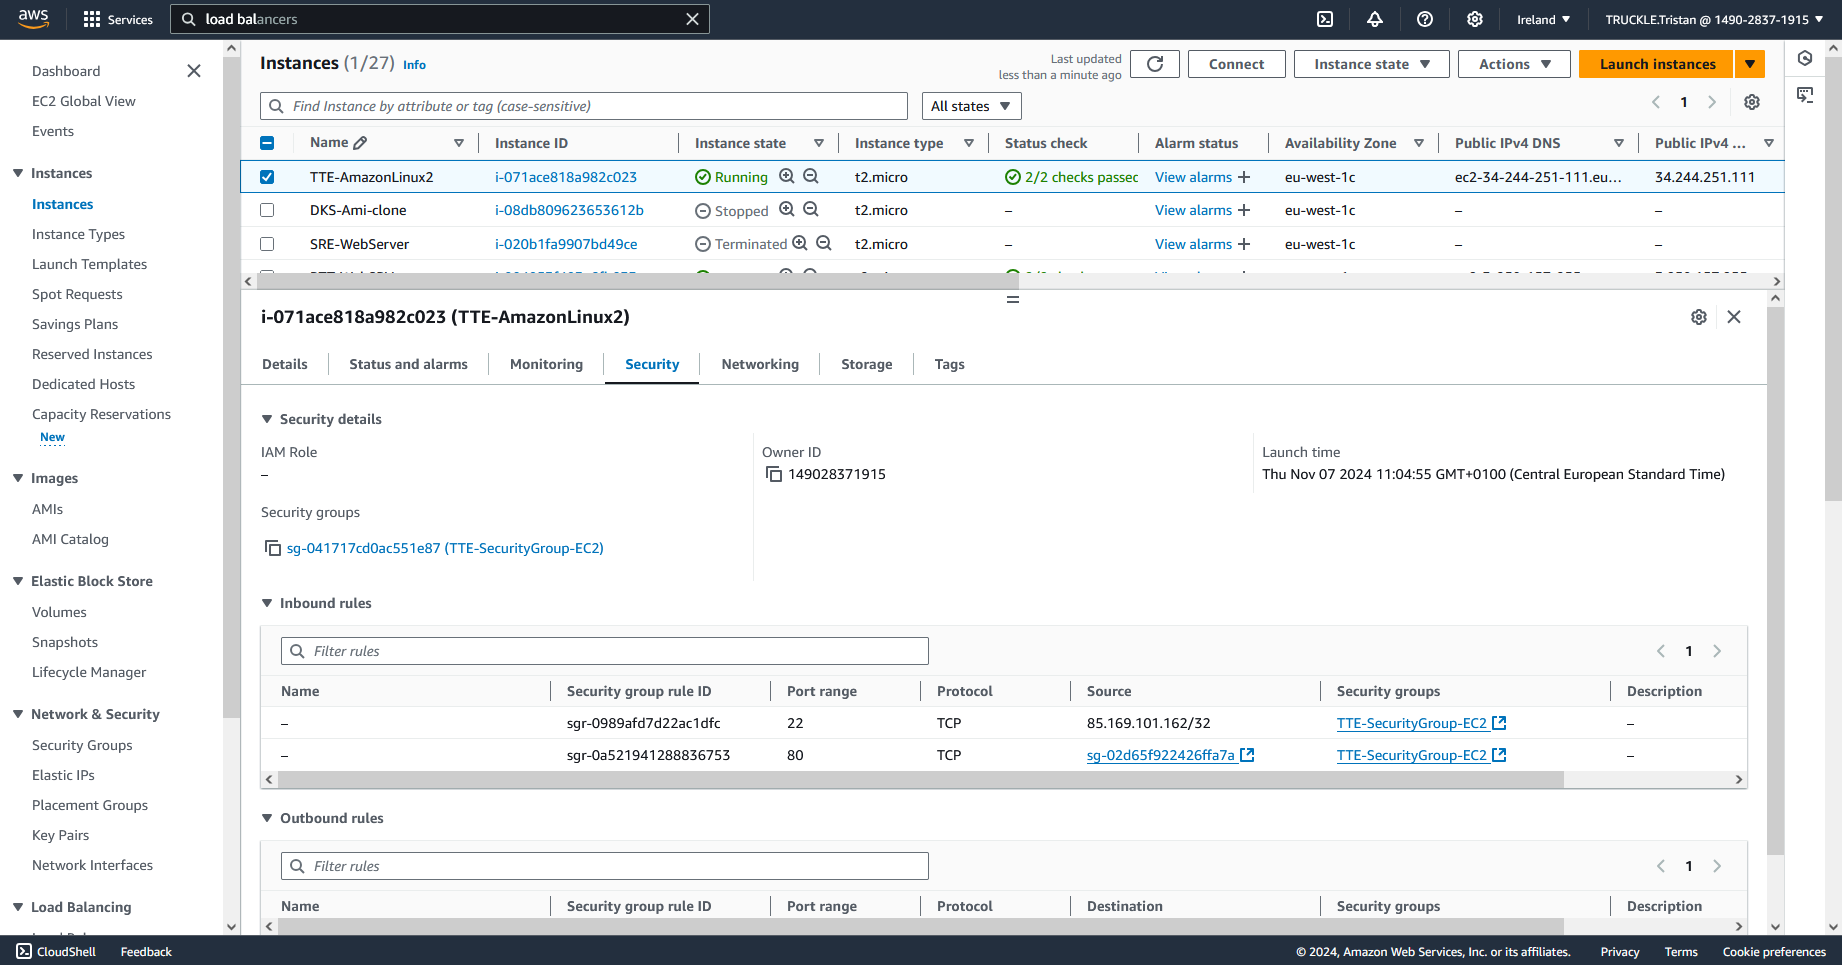 aws Services load balancers Ireland TRUCKLE.Tristan @ 1490-2837-1915
Dashboard
EC2 Global View
Events
Instances
Instances
Instance Types
Launch Templates
Spot Requests
Savings Plans
Reserved Instances
Dedicated Hosts
Capacity Reservations
New
Images
AMIs
AMI Catalog
Elastic Block Store
Volumes
Snapshots
Lifecycle Manager
Network & Security
Security Groups
Elastic IPs
Placement Groups
Key Pairs
Network Interfaces
Load Balancing
Instances (1/27) Info
Last updated
less than a minute ago
Connect Instance state Actions Launch instances
Find Instance by attribute or tag (case-sensitive) All states 1
Name Instance ID Instance state Instance type Status check Alarm status Availability Zone Public IPv4 DNS Public IPv4 ...
TTE-AmazonLinux2 i-071ace818a982c023 Running t2.micro 2/2 checks passed View alarms + eu-west-1c ec2-34-244-251-111.eu... 34.244.251.111
DKS-Ami-clone i-08db809623653612b Stopped t2.micro – View alarms + eu-west-1c – –
SRE-WebServer i-020b1fa9907bd49ce Terminated t2.micro – View alarms + eu-west-1c – –
i-071ace818a982c023 (TTE-AmazonLinux2)
Details Status and alarms Monitoring Security Networking Storage Tags
Security details
IAM Role
–
Owner ID
149028371915
Launch time
Thu Nov 07 2024 11:04:55 GMT+0100 (Central European Standard Time)
Security groups
sg-041717cd0ac551e87 (TTE-SecurityGroup-EC2)
Inbound rules
Filter rules 1
Name Security group rule ID Port range Protocol Source Security groups Description
– sgr-0989afd7d22ac1dfc 22 TCP 85.169.101.162/32 TTE-SecurityGroup-EC2 –
– sgr-0a521941288836753 80 TCP sg-02d65f922426ffa7a TTE-SecurityGroup-EC2 –
Outbound rules
Filter rules 1
Name Security group rule ID Port range Protocol Destination Security groups Description
CloudShell Feedback © 2024, Amazon Web Services, Inc. or its affiliates. Privacy Terms Cookie preferences